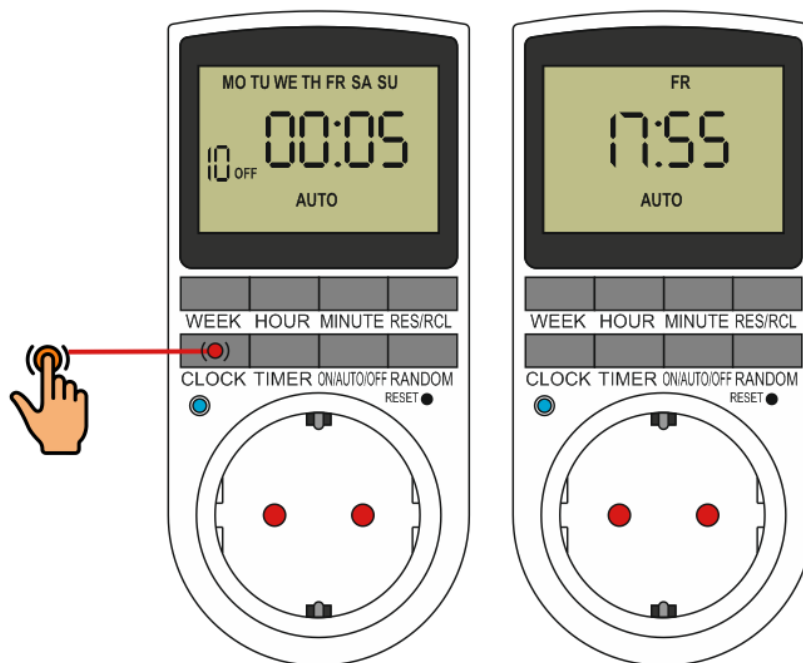 MO TU WE TH FR SA SU
10 OFF 00:05
AUTO
WEEK HOUR MINUTE RES/RCL
CLOCK TIMER ON/AUTO/OFF RANDOM
RESET
FR
17:55
AUTO
WEEK HOUR MINUTE RES/RCL
CLOCK TIMER ON/AUTO/OFF RANDOM
RESET